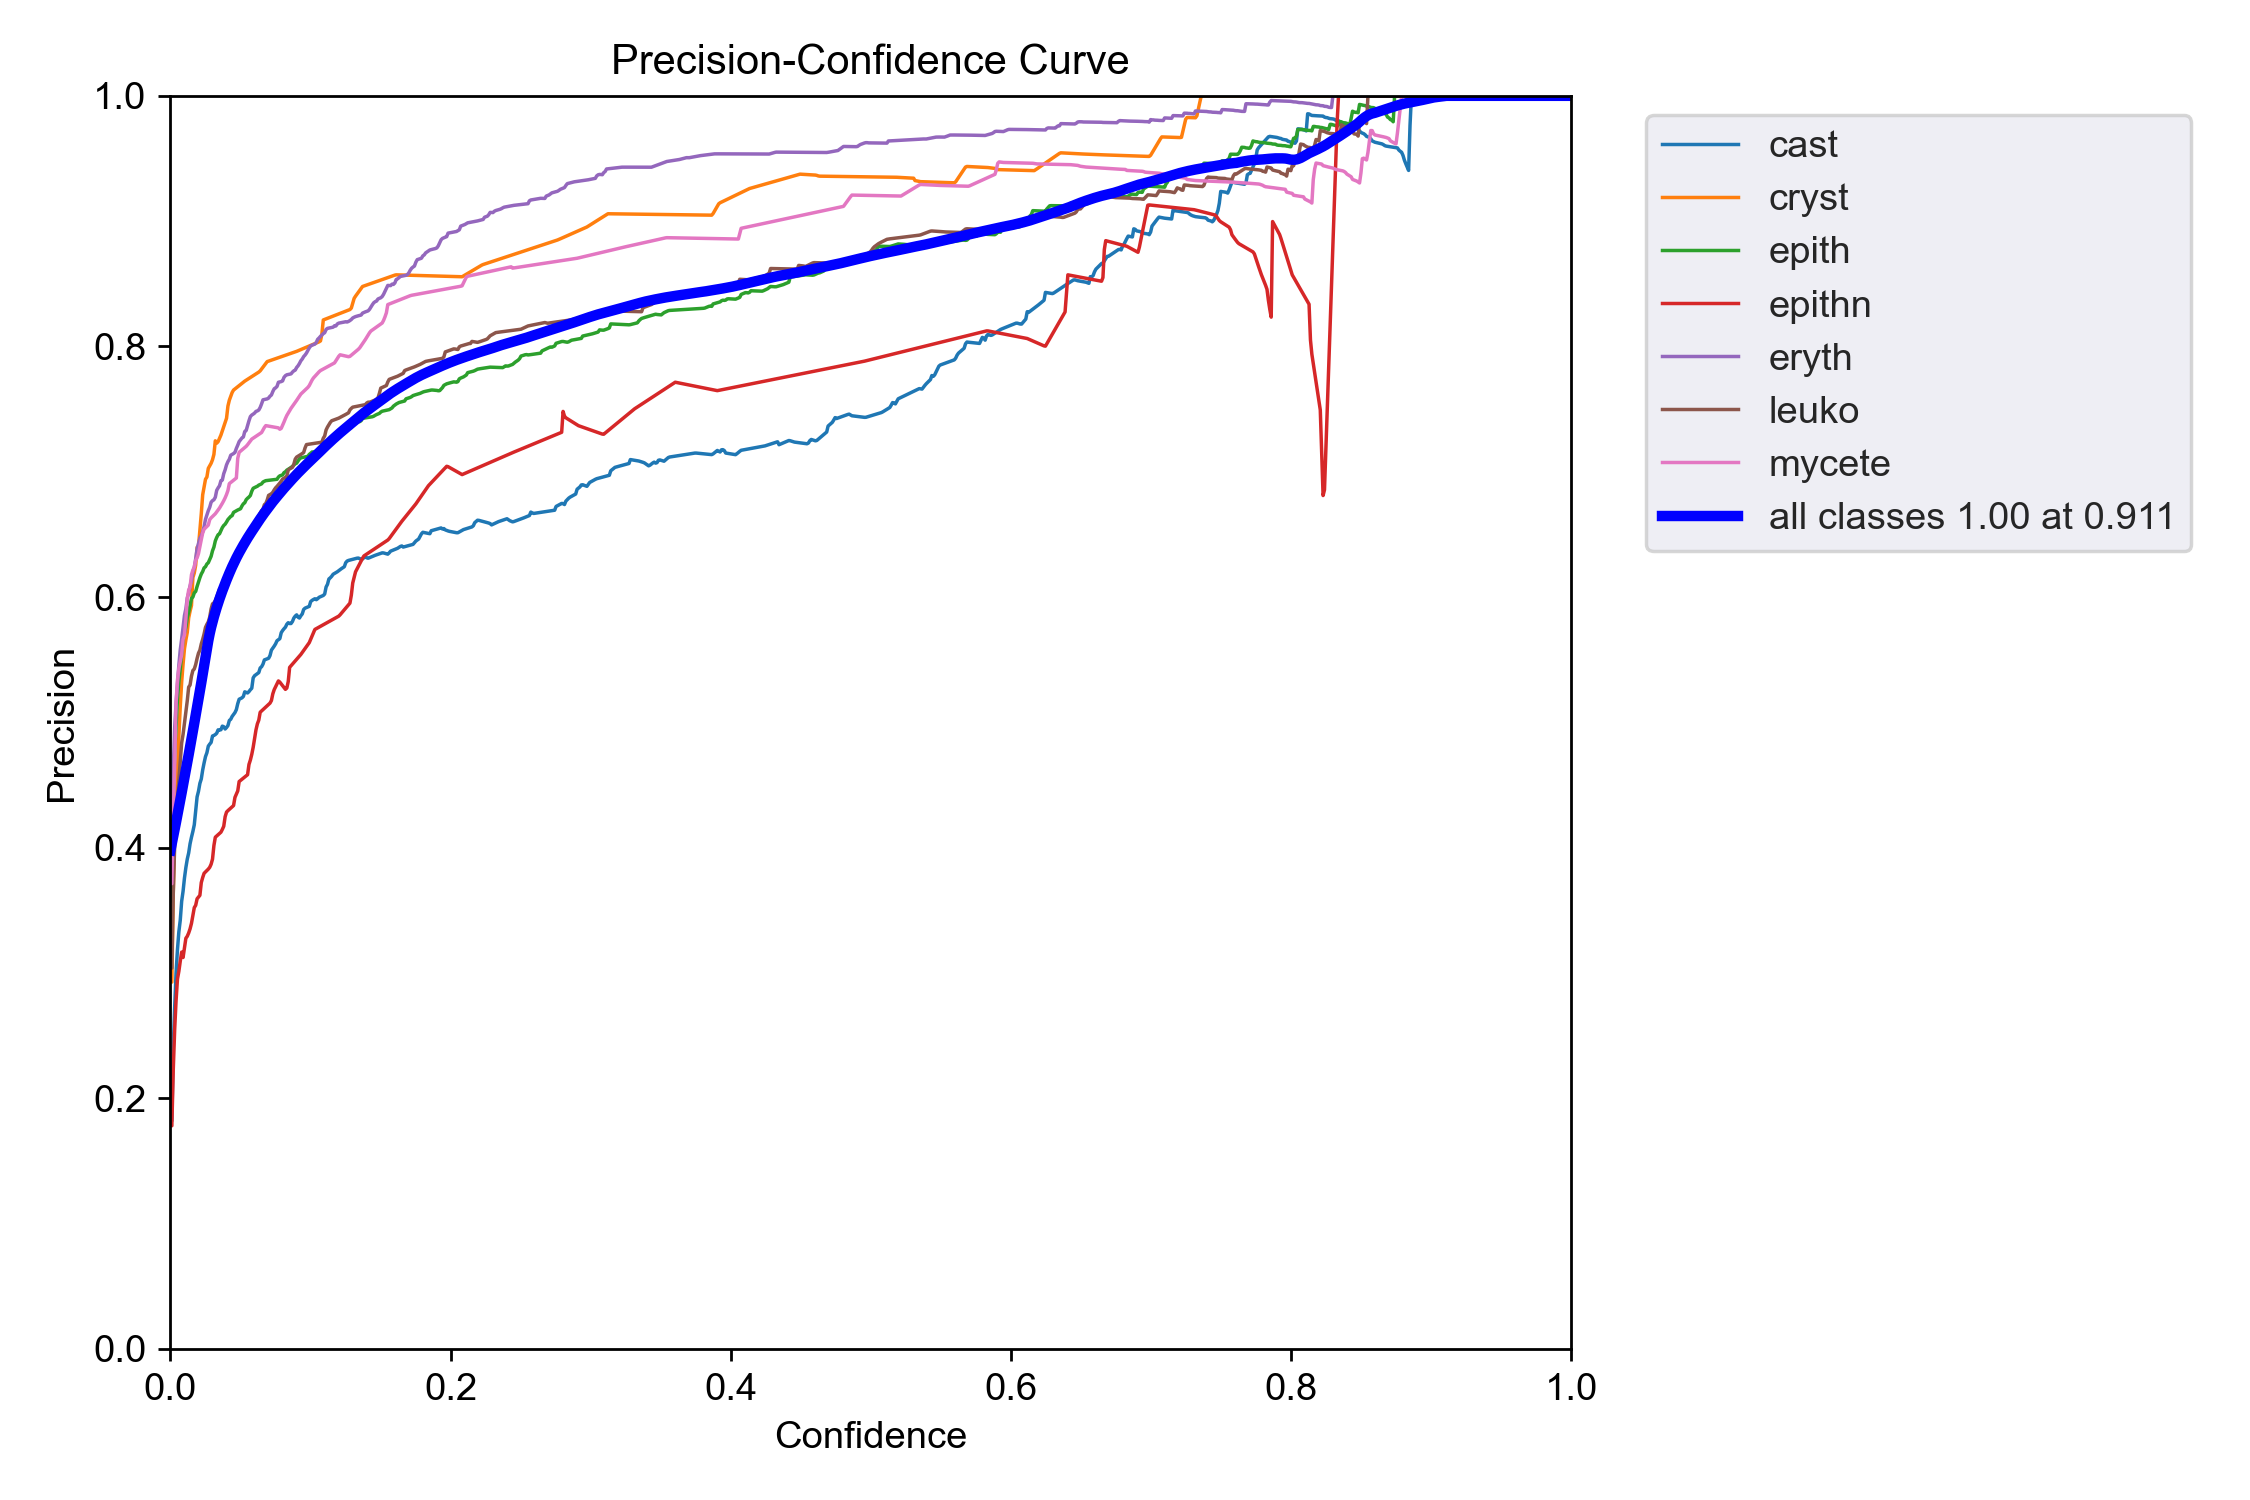 Precision-Confidence Curve
1.0
0.8
0.6
0.4
0.2
0.0
Precision
0.0 0.2 0.4 0.6 0.8 1.0
Confidence
cast
cryst
epith
epithn
eryth
leuko
mycete
all classes 1.00 at 0.911